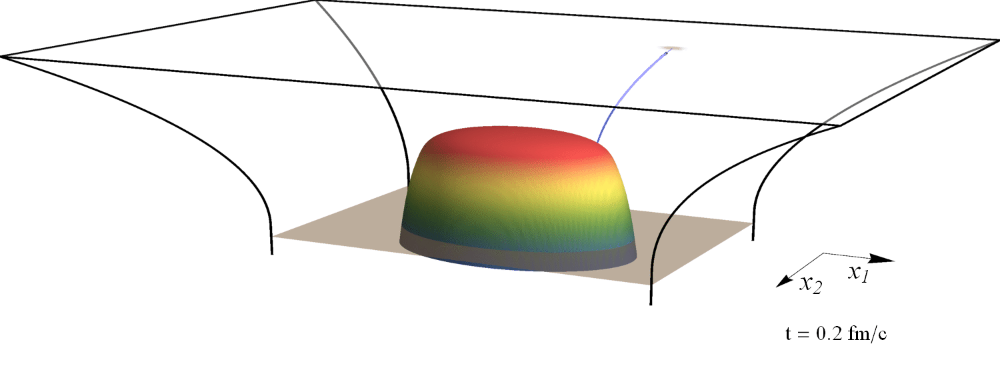 x₁
x₂
t = 0.2 fm/c